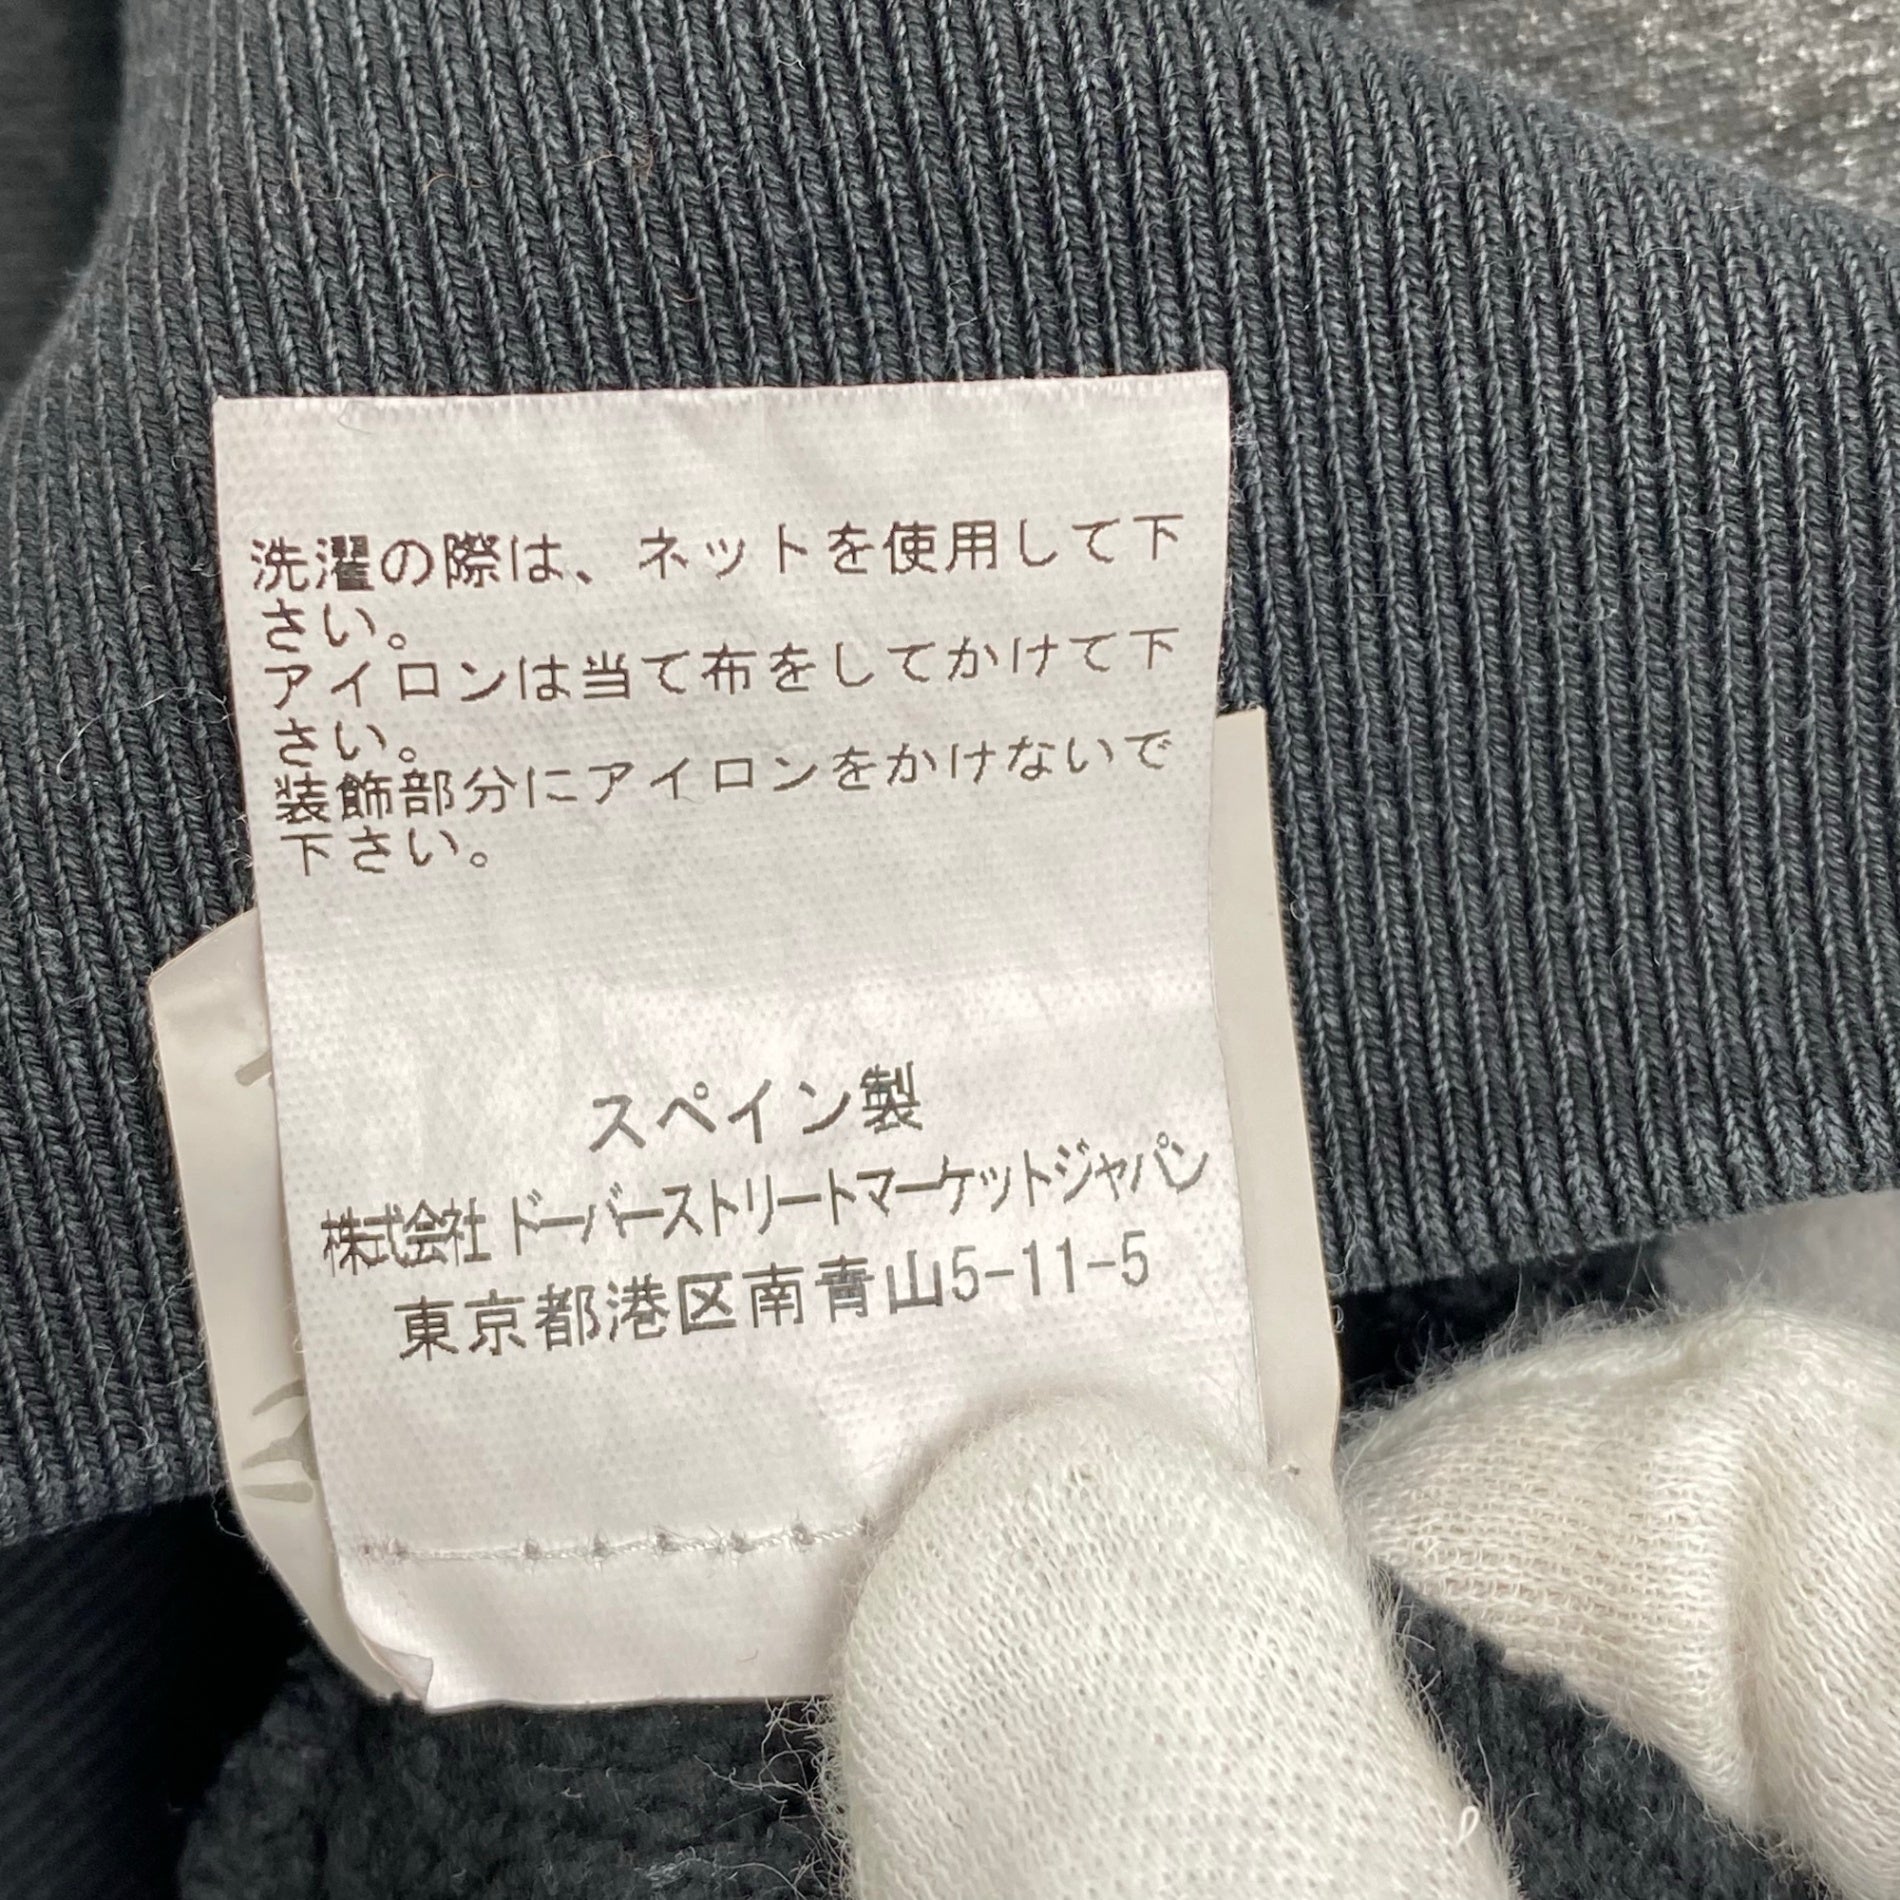 洗濯の際は、ネットを使用して下
さい。
アイロンは当て布をしてかけて下
さい。
装飾部分にアイロンをかけないで
下さい。
スペイン製
株式会社 ドーバーストリートマーケットジャパン
東京都港区南青山5-11-5